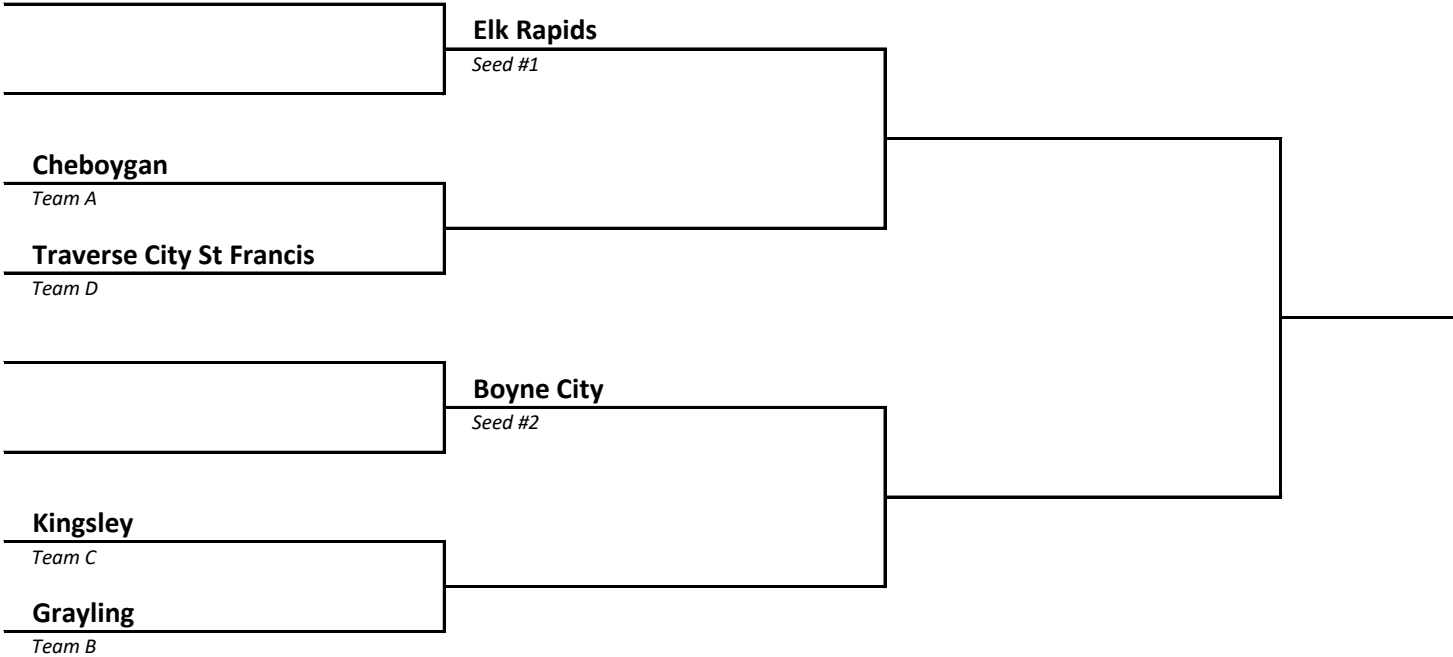 Elk Rapids
Seed #1
Cheboygan
Team A
Traverse City St Francis
Team D
Boyne City
Seed #2
Kingsley
Team C
Grayling
Team B